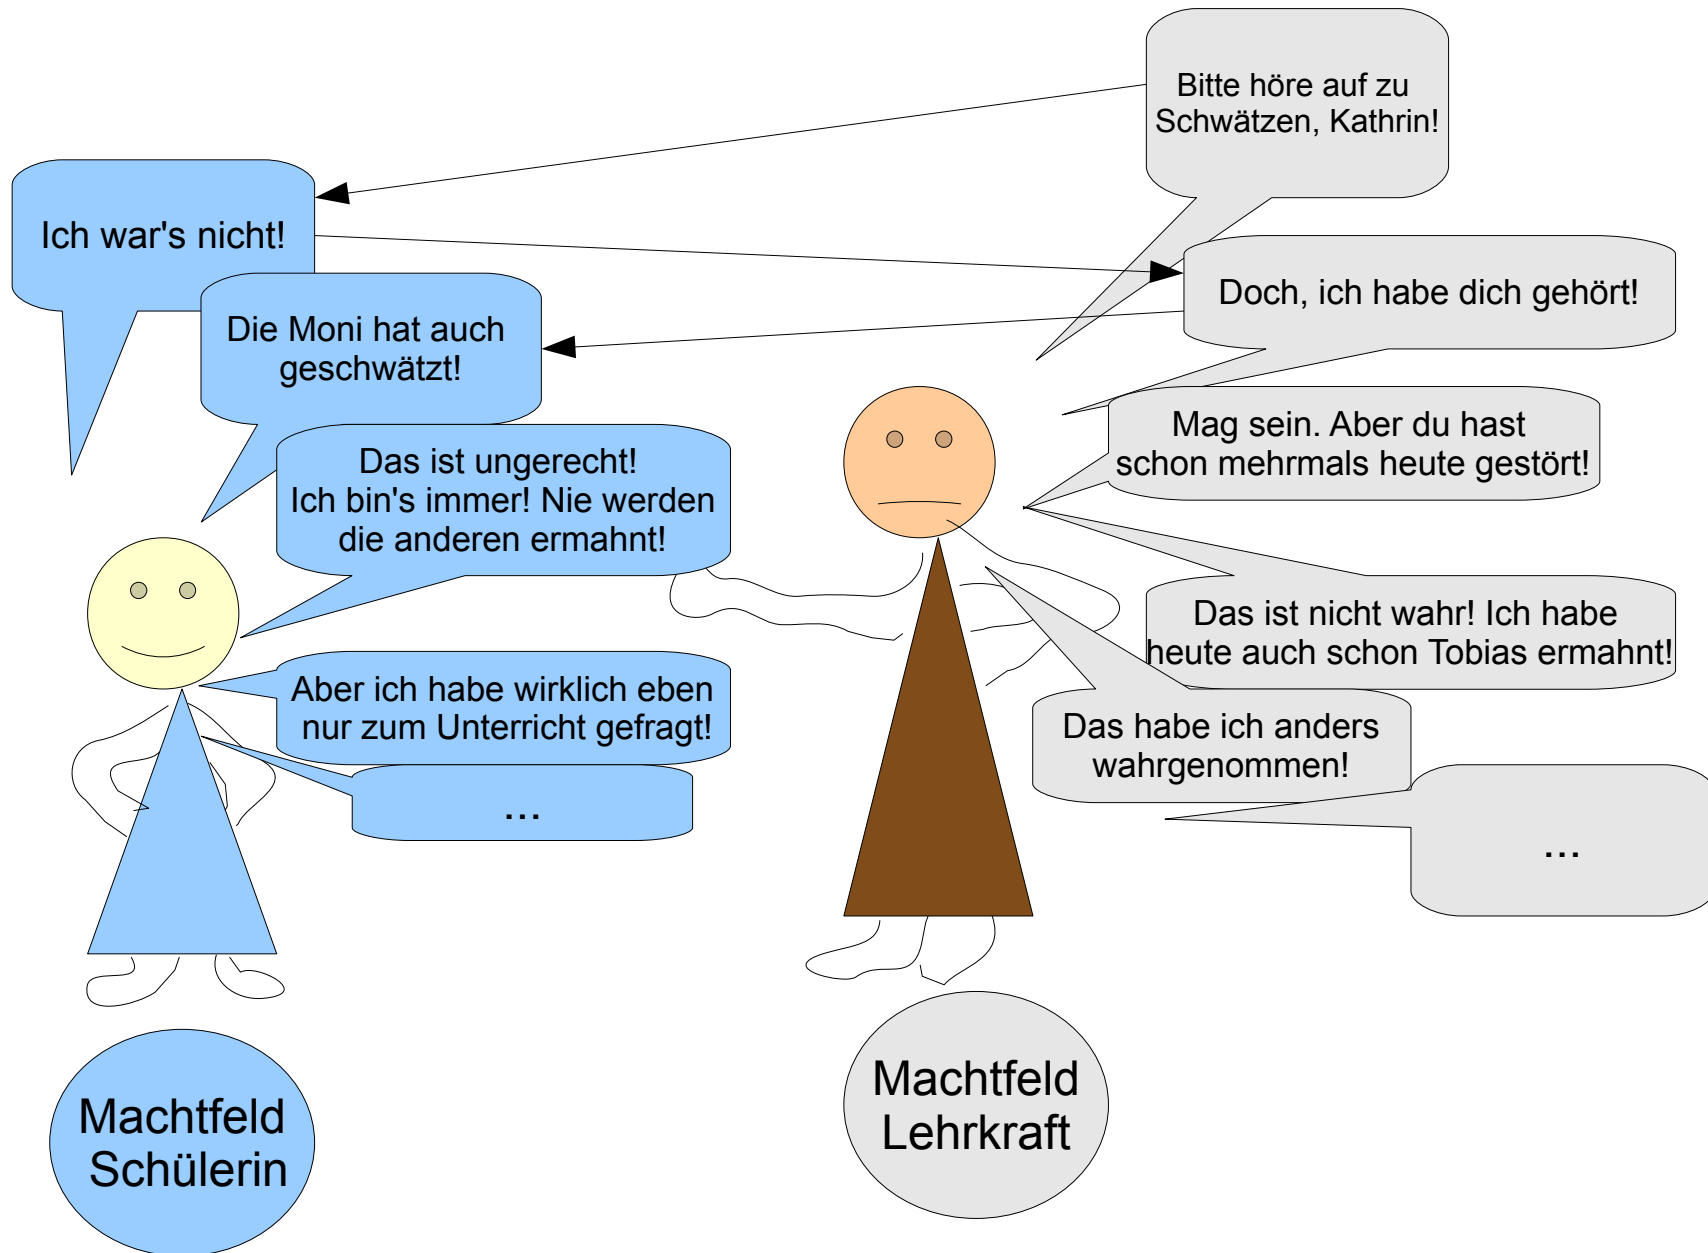 Bitte höre auf zu
Schwätzen, Kathrin!
Ich war's nicht!
Doch, ich habe dich gehört!
Die Moni hat auch
geschwätzt!
Mag sein. Aber du hast
schon mehrmals heute gestört!
Das ist ungerecht!
Ich bin's immer! Nie werden
die anderen ermahnt!
Das ist nicht wahr! Ich habe
heute auch schon Tobias ermahnt!
Aber ich habe wirklich eben
nur zum Unterricht gefragt!
Das habe ich anders
wahrgenommen!
...
...
Machtfeld
Schülerin
Machtfeld
Lehrkraft